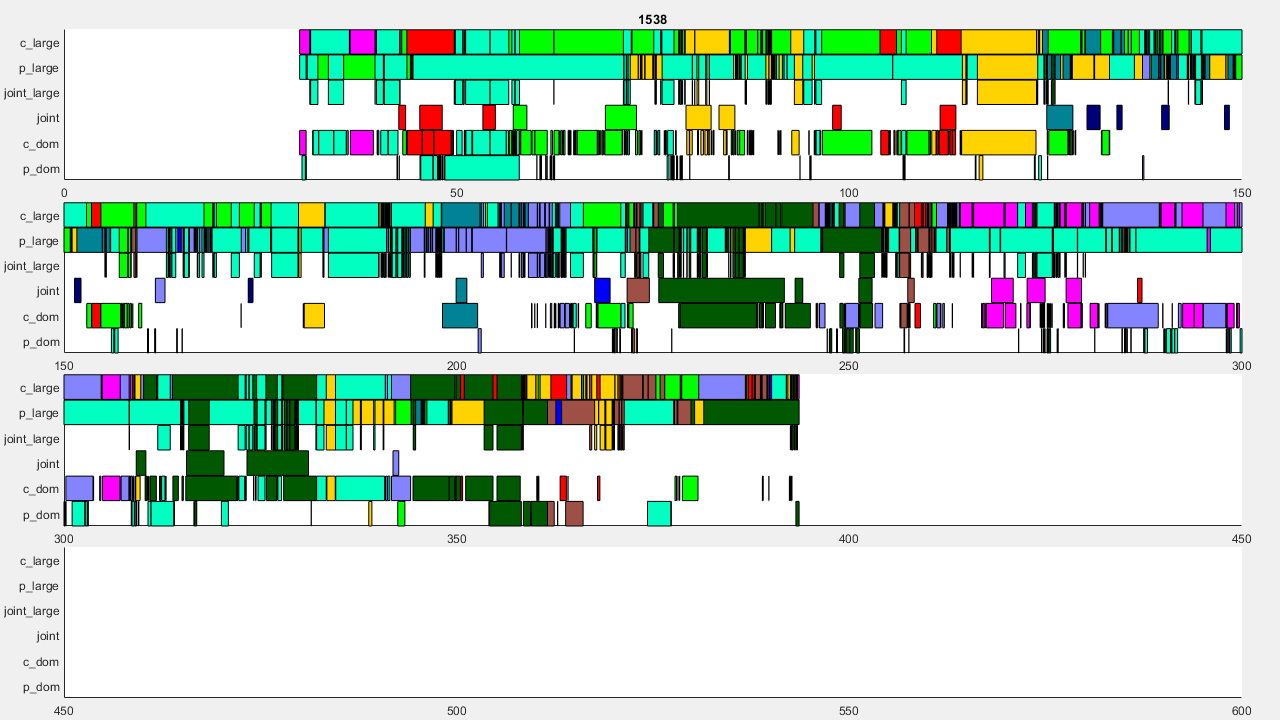 1538
c_large
p_large
joint_large
joint
c_dom
p_dom
0 50 100 150
c_large
p_large
joint_large
joint
c_dom
p_dom
150 200 250 300
c_large
p_large
joint_large
joint
c_dom
p_dom
300 350 400 450
c_large
p_large
joint_large
joint
c_dom
p_dom
450 500 550 600